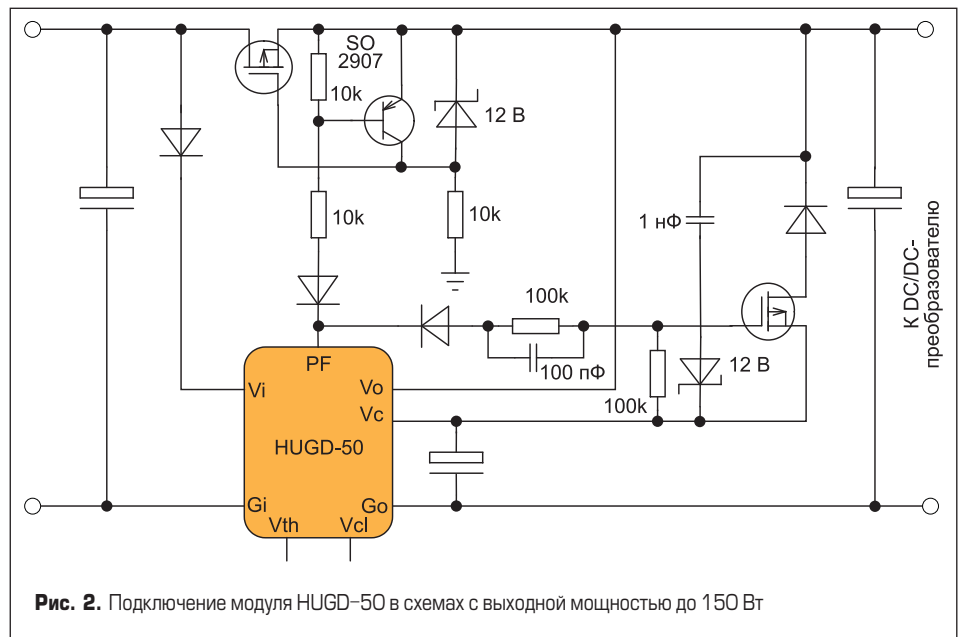 SO
2907
10k
12 В
10k
10k
1 нФ
К DC/DC-
преобразователю
100k
100 пФ
12 В
100k
PF
Vi
Vo
Vc
HUGD-50
Gi
Go
Vth
Vcl
Рис. 2. Подключение модуля HUGD-50 в схемах с выходной мощностью до 150 Вт